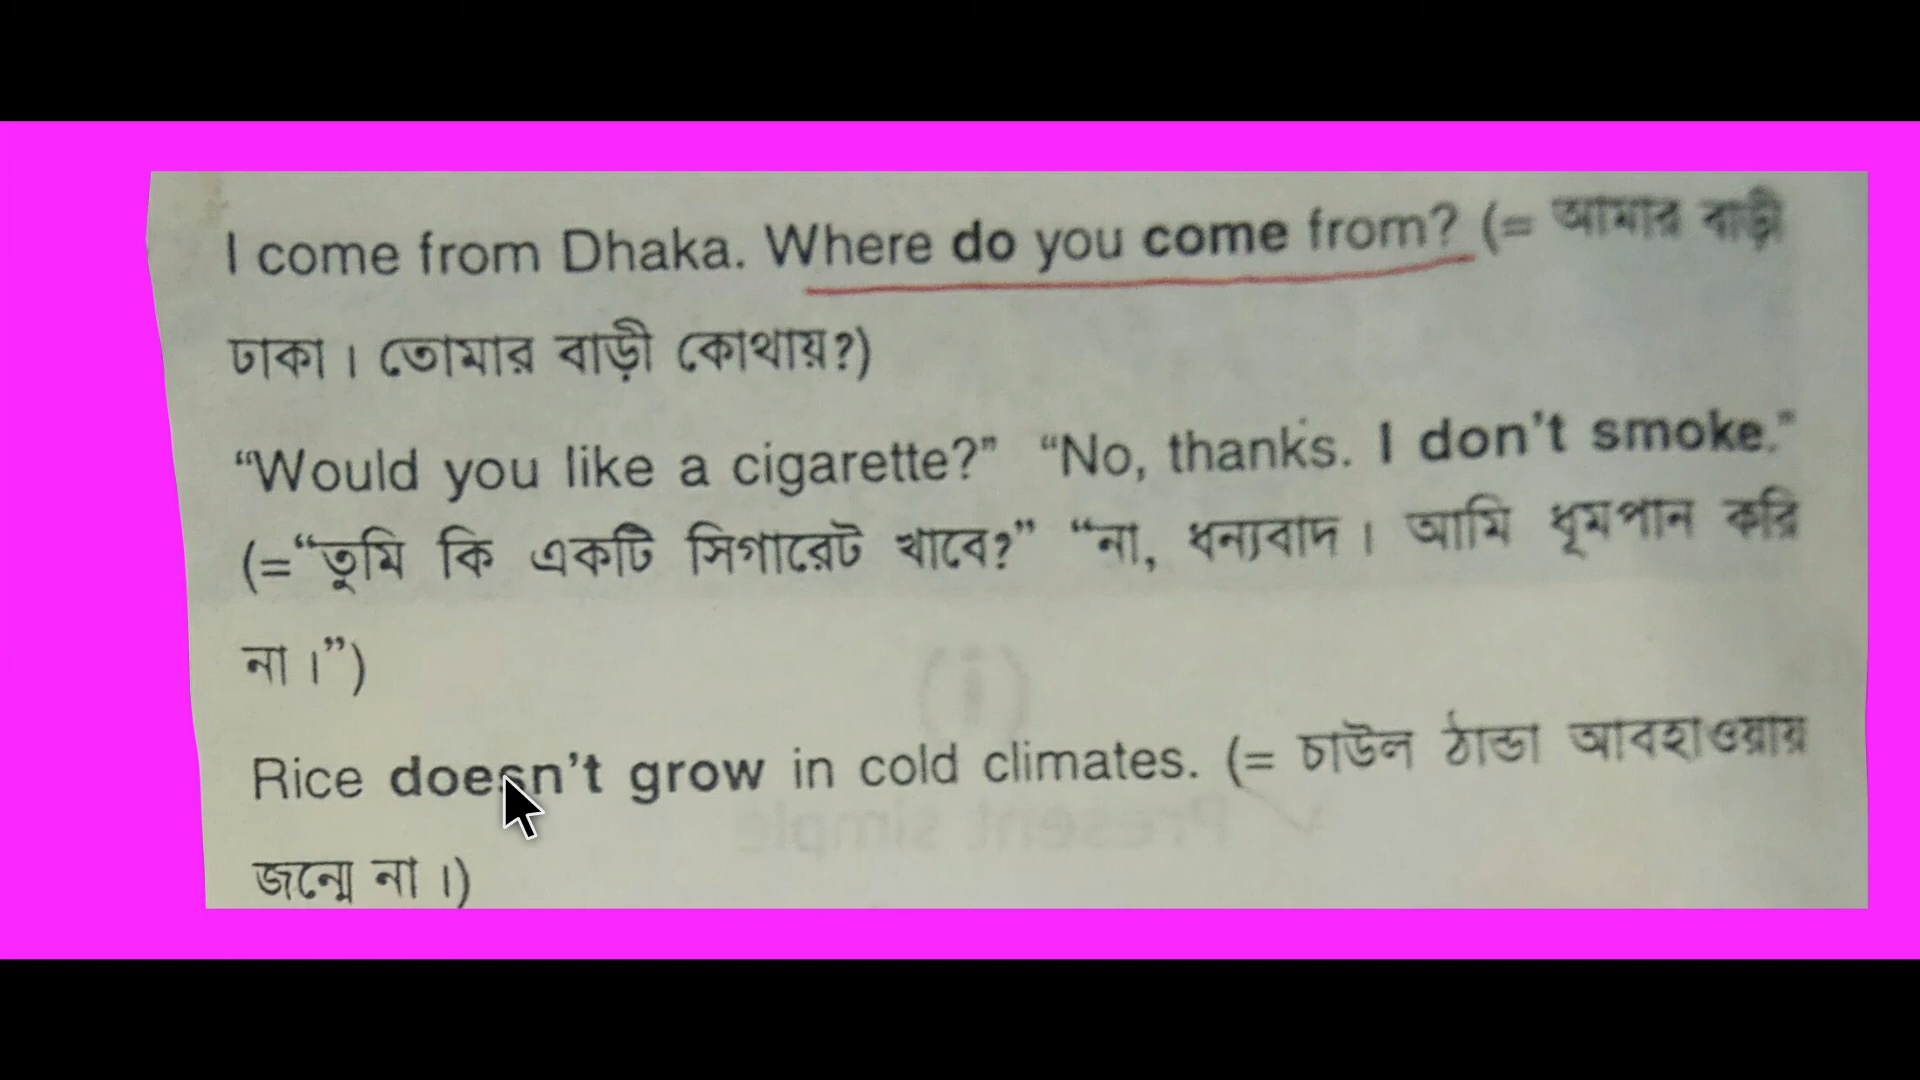 I come from Dhaka. Where do you come from? (= আমার বাড়ী
ঢাকা। তোমার বাড়ী কোথায়?)
“Would you like a cigarette?” “No, thanks. I don’t smoke.”
(=“তুমি কি একটি সিগারেট খাবে?” “না, ধন্যবাদ। আমি ধূমপান করি
না।”)
Rice doesn’t grow in cold climates. (= চাউল ঠান্ডা আবহাওয়ায়
জন্মে না।)